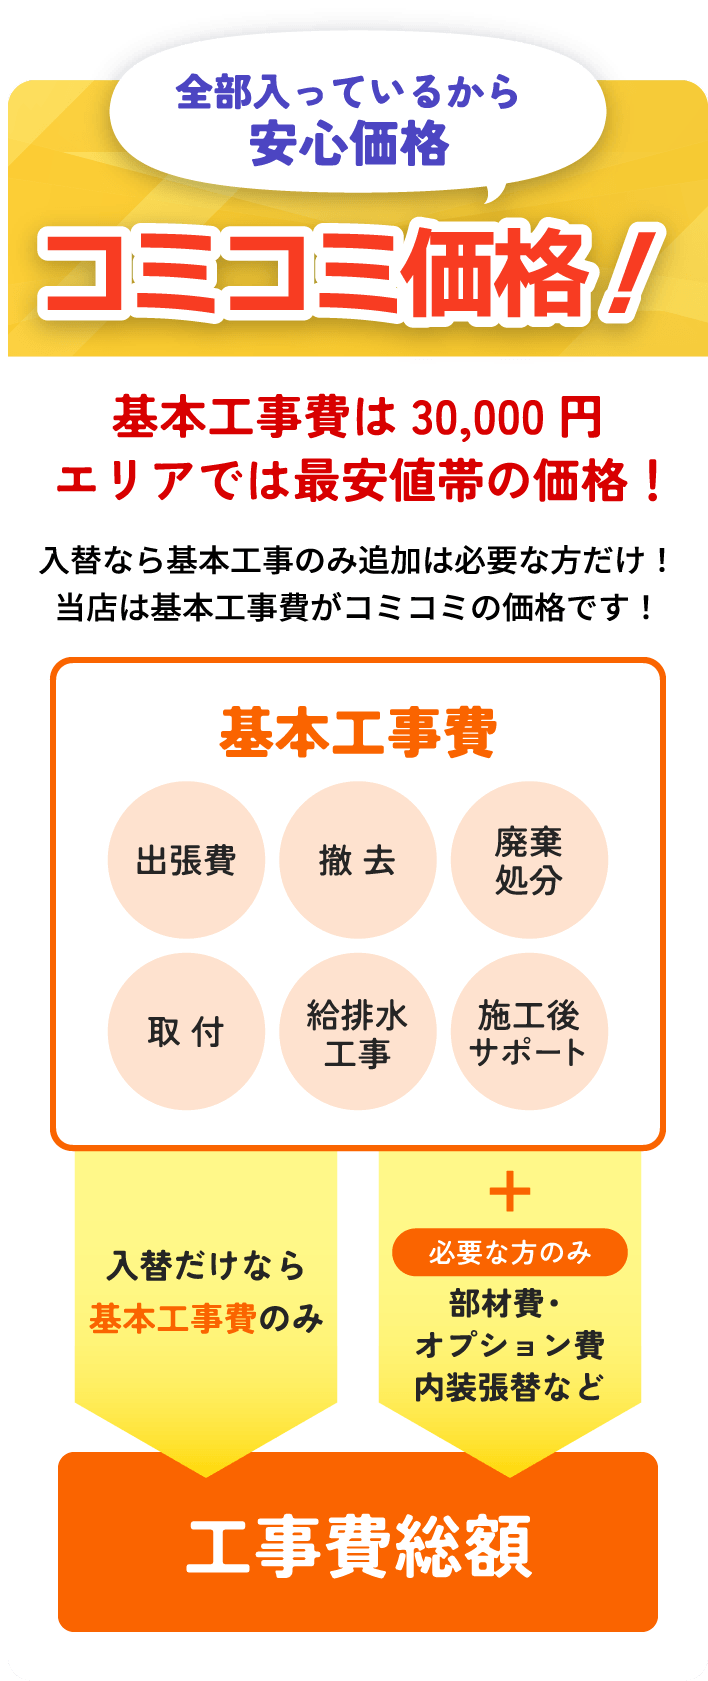 全部入っているから
安心価格
コミコミ価格！
基本工事費は 30,000 円
エリアでは最安値帯の価格！
入替なら基本工事のみ追加は必要な方だけ！
当店は基本工事費がコミコミの価格です！
基本工事費
出張費
撤 去
廃棄
処分
取 付
給排水
工事
施工後
サポート
入替だけなら
基本工事費のみ
＋
必要な方のみ
部材費・
オプション費
内装張替など
工事費総額